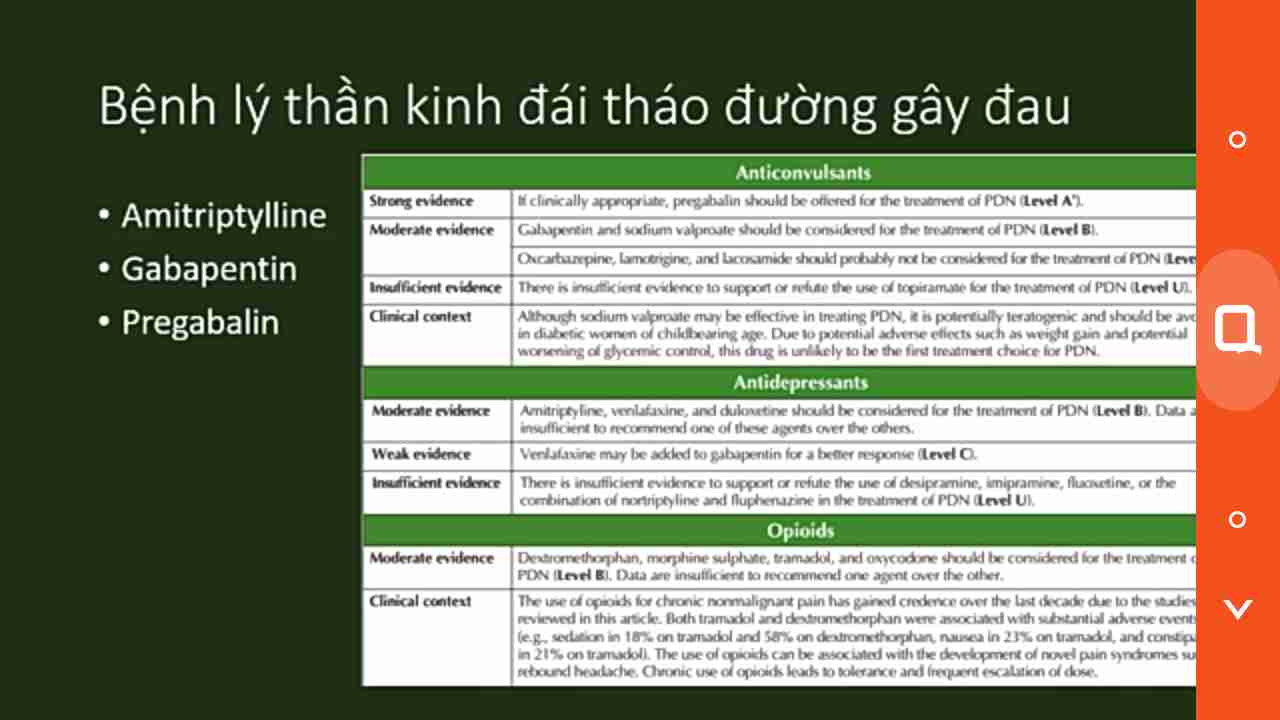 Bệnh lý thần kinh đái tháo đường gây đau
• Amitriptylline
• Gabapentin
• Pregabalin
Anticonvulsants
Strong evidence If clinically appropriate, pregabalin should be offered for the treatment of PDN (Level A*).
Moderate evidence Gabapentin and sodium valproate should be considered for the treatment of PDN (Level B).
Oxcarbazepine, lamotrigine, and lacosamide should probably not be considered for the treatment of PDN (Leve
Insufficient evidence There is insufficient evidence to support or refute the use of topiramate for the treatment of PDN (Level U).
Clinical context Although sodium valproate may be effective in treating PDN, it is potentially teratogenic and should be avo
in diabetic women of childbearing age. Due to potential adverse effects such as weight gain and potential
worsening of glycemic control, this drug is unlikely to be the first treatment choice for PDN.
Antidepressants
Moderate evidence Amitriptyline, venlafaxine, and duloxetine should be considered for the treatment of PDN (Level B). Data a
insufficient to recommend one of these agents over the others.
Weak evidence Venlafaxine may be added to gabapentin for a better response (Level C).
Insufficient evidence There is insufficient evidence to support or refute the use of desipramine, imipramine, fluoxetine, or the
combination of nortriptyline and fluphenazine in the treatment of PDN (Level U).
Opioids
Moderate evidence Dextromethorphan, morphine sulphate, tramadol, and oxycodone should be considered for the treatment o
PDN (Level B). Data are insufficient to recommend one agent over the other.
Clinical context The use of opioids for chronic nonmalignant pain has gained credence over the last decade due to the studies
reviewed in this article. Both tramadol and dextromethorphan were associated with substantial adverse event
(e.g., sedation in 18% on tramadol and 58% on dextromethorphan, nausea in 23% on tramadol, and constipa
in 21% on tramadol). The use of opioids can be associated with the development of novel pain syndromes su
rebound headache. Chronic use of opioids leads to tolerance and frequent escalation of dose.